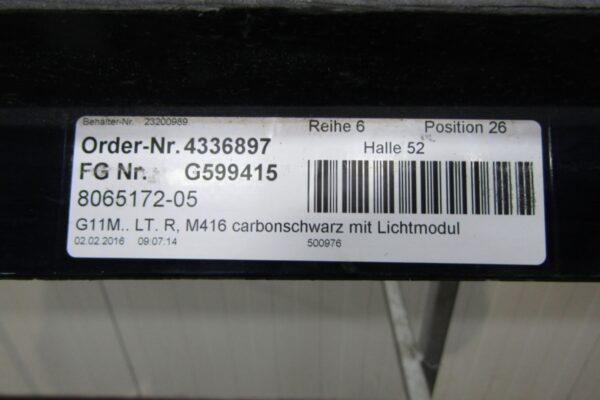 Behälter-Nr. 23200989
Reihe 6 Position 26
Order-Nr. 4336897
Halle 52
FG Nr. G599415
8065172-05
G11M.. LT. R, M416 carbonschwarz mit Lichtmodul
02.02.2016 09:07:14 500976